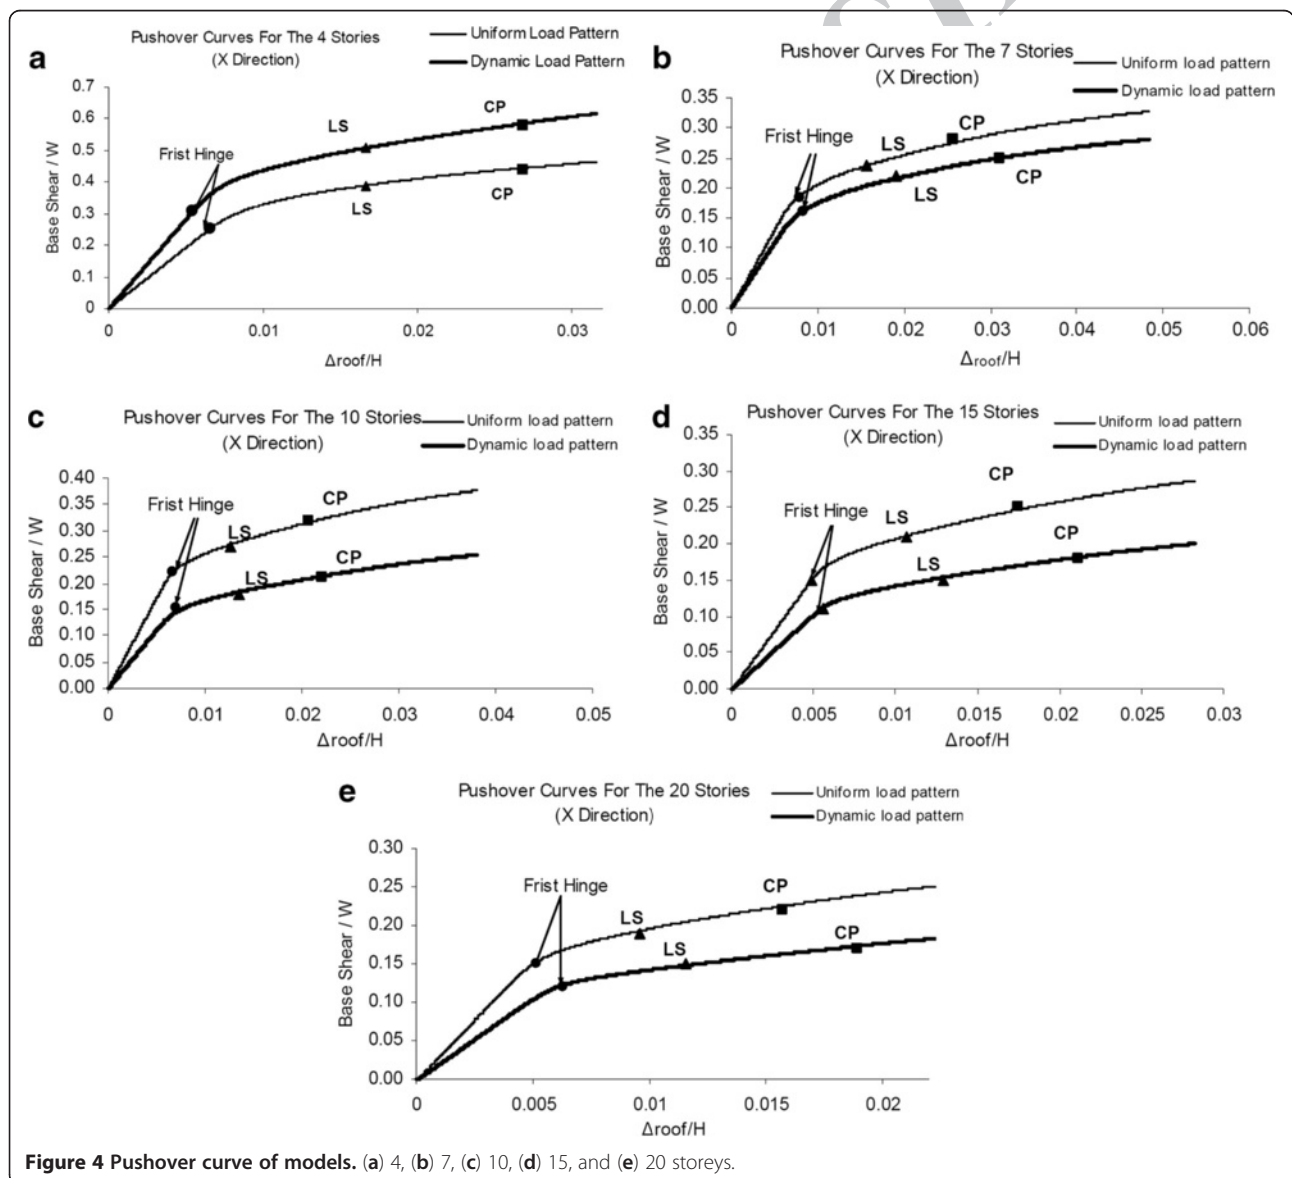 a
Pushover Curves For The 4 Stories
(X Direction)
Uniform Load Pattern
Dynamic Load Pattern
0.7
0.6
0.5
0.4
0.3
0.2
0.1
0
Base Shear / W
Frist Hinge
LS
CP
LS
CP
0
0.01
0.02
0.03
Δroof/H
b
Pushover Curves For The 7 Stories
(X Direction)
Uniform load pattern
Dynamic load pattern
0.35
0.30
0.25
0.20
0.15
0.10
0.05
0.00
Base Shear / W
Frist Hinge
LS
CP
LS
CP
0
0.01
0.02
0.03
0.04
0.05
0.06
Δroof/H
c
Pushover Curves For The 10 Stories
(X Direction)
Uniform load pattern
Dynamic load pattern
0.40
0.35
0.30
0.25
0.20
0.15
0.10
0.05
0.00
Base Shear / W
Frist Hinge
LS
CP
LS
CP
0
0.01
0.02
0.03
0.04
0.05
Δroof/H
d
Pushover Curves For The 15 Stories
(X Direction)
Uniform load pattern
Dynamic load pattern
0.35
0.30
0.25
0.20
0.15
0.10
0.05
0.00
Base Shear / W
Frist Hinge
LS
CP
LS
CP
0
0.005
0.01
0.015
0.02
0.025
0.03
Δroof/H
e
Pushover Curves For The 20 Stories
(X Direction)
Uniform load pattern
Dynamic load pattern
0.30
0.25
0.20
0.15
0.10
0.05
0.00
Base Shear / W
Frist Hinge
LS
CP
LS
CP
0
0.005
0.01
0.015
0.02
Δroof/H
Figure 4 Pushover curve of models. (a) 4, (b) 7, (c) 10, (d) 15, and (e) 20 storeys.